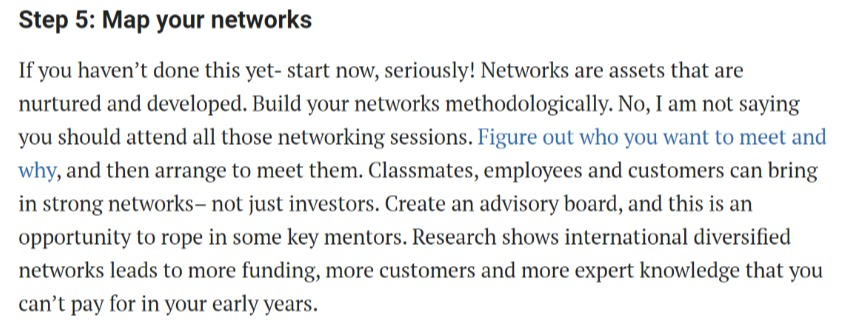 Step 5: Map your networks
If you haven’t done this yet- start now, seriously! Networks are assets that are
nurtured and developed. Build your networks methodologically. No, I am not saying
you should attend all those networking sessions. Figure out who you want to meet and
why, and then arrange to meet them. Classmates, employees and customers can bring
in strong networks– not just investors. Create an advisory board, and this is an
opportunity to rope in some key mentors. Research shows international diversified
networks leads to more funding, more customers and more expert knowledge that you
can’t pay for in your early years.